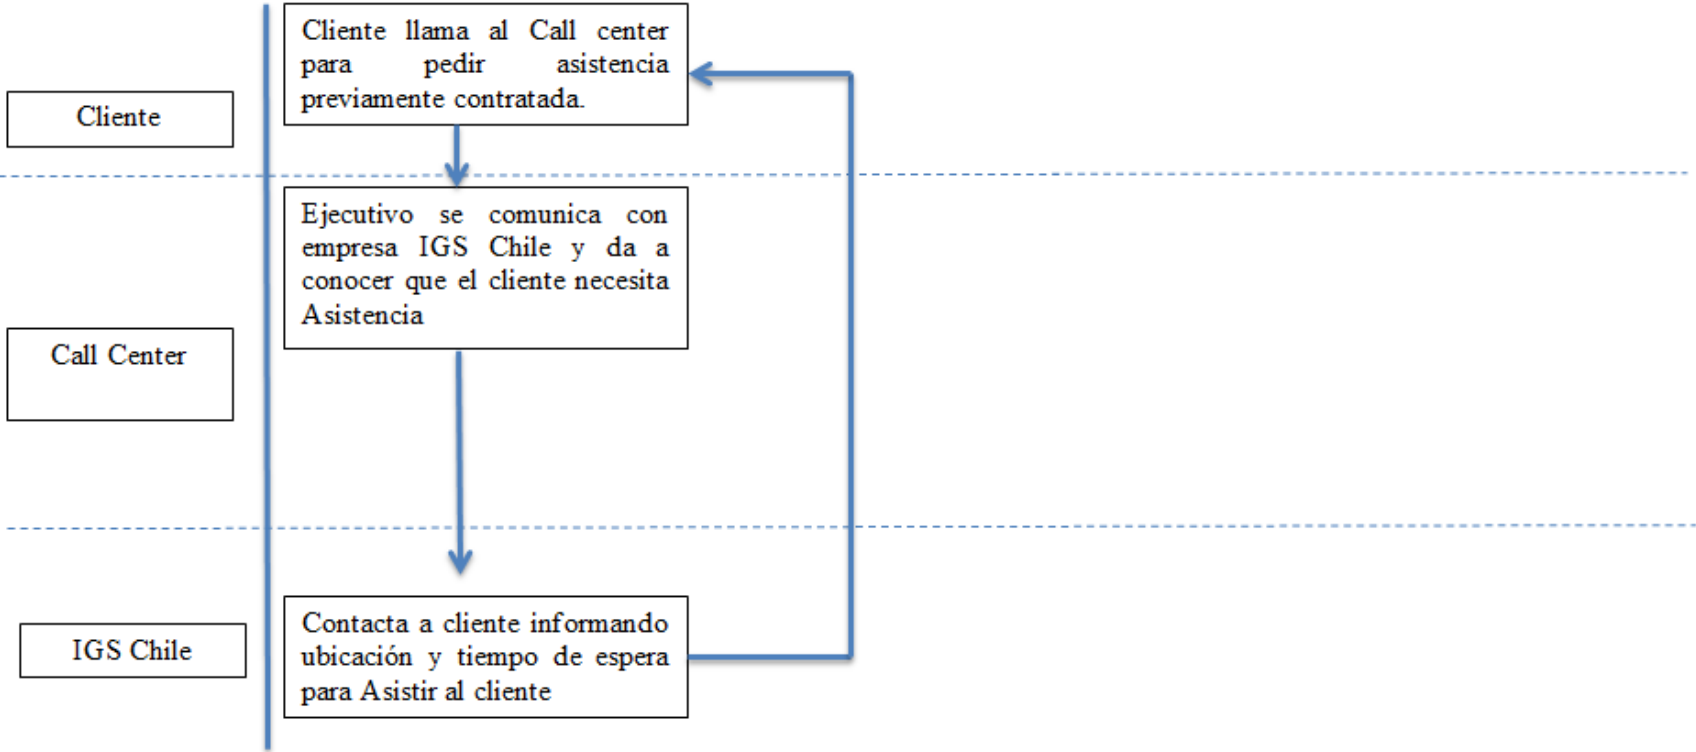 Cliente llama al Call center
para pedir asistencia
previamente contratada.
Cliente
Ejecutivo se comunica con
empresa IGS Chile y da a
conocer que el cliente necesita
Asistencia
Call Center
Contacta a cliente informando
ubicación y tiempo de espera
para Asistir al cliente
IGS Chile